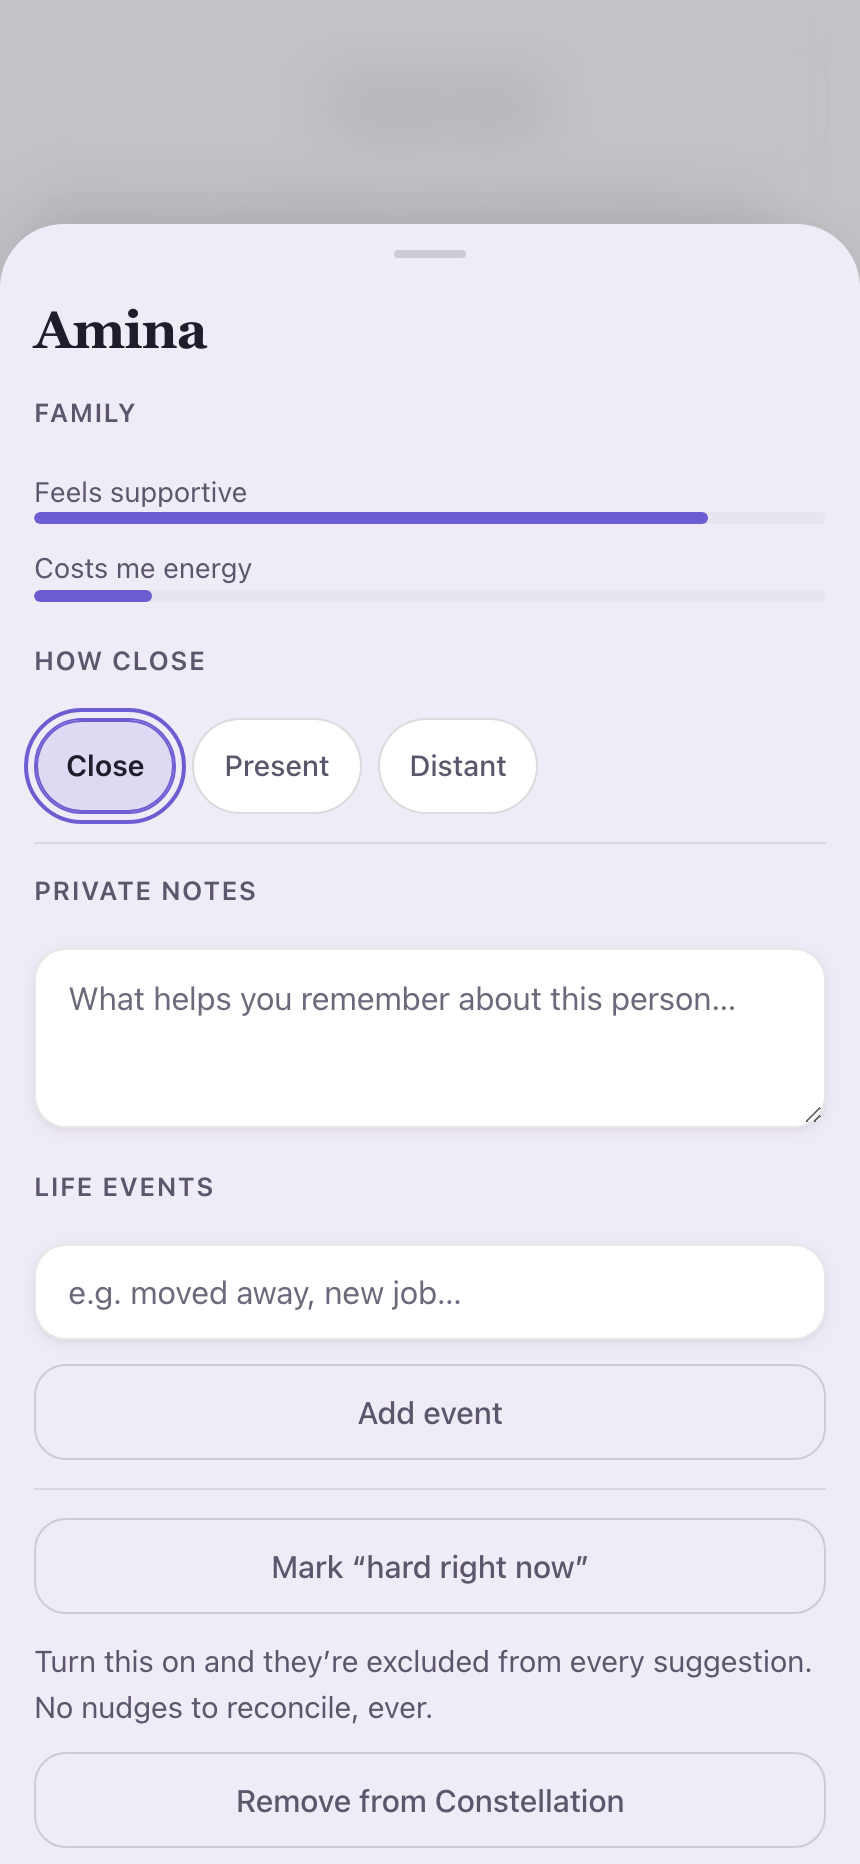 Amina
FAMILY
Feels supportive
Costs me energy
HOW CLOSE
Close
Present
Distant
PRIVATE NOTES
What helps you remember about this person...
LIFE EVENTS
e.g. moved away, new job...
Add event
Mark “hard right now”
Turn this on and they’re excluded from every suggestion.
No nudges to reconcile, ever.
Remove from Constellation